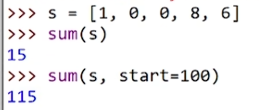 >>> s = [1, 0, 0, 8, 6]
>>> sum(s)
15
>>> sum(s, start=100)
115